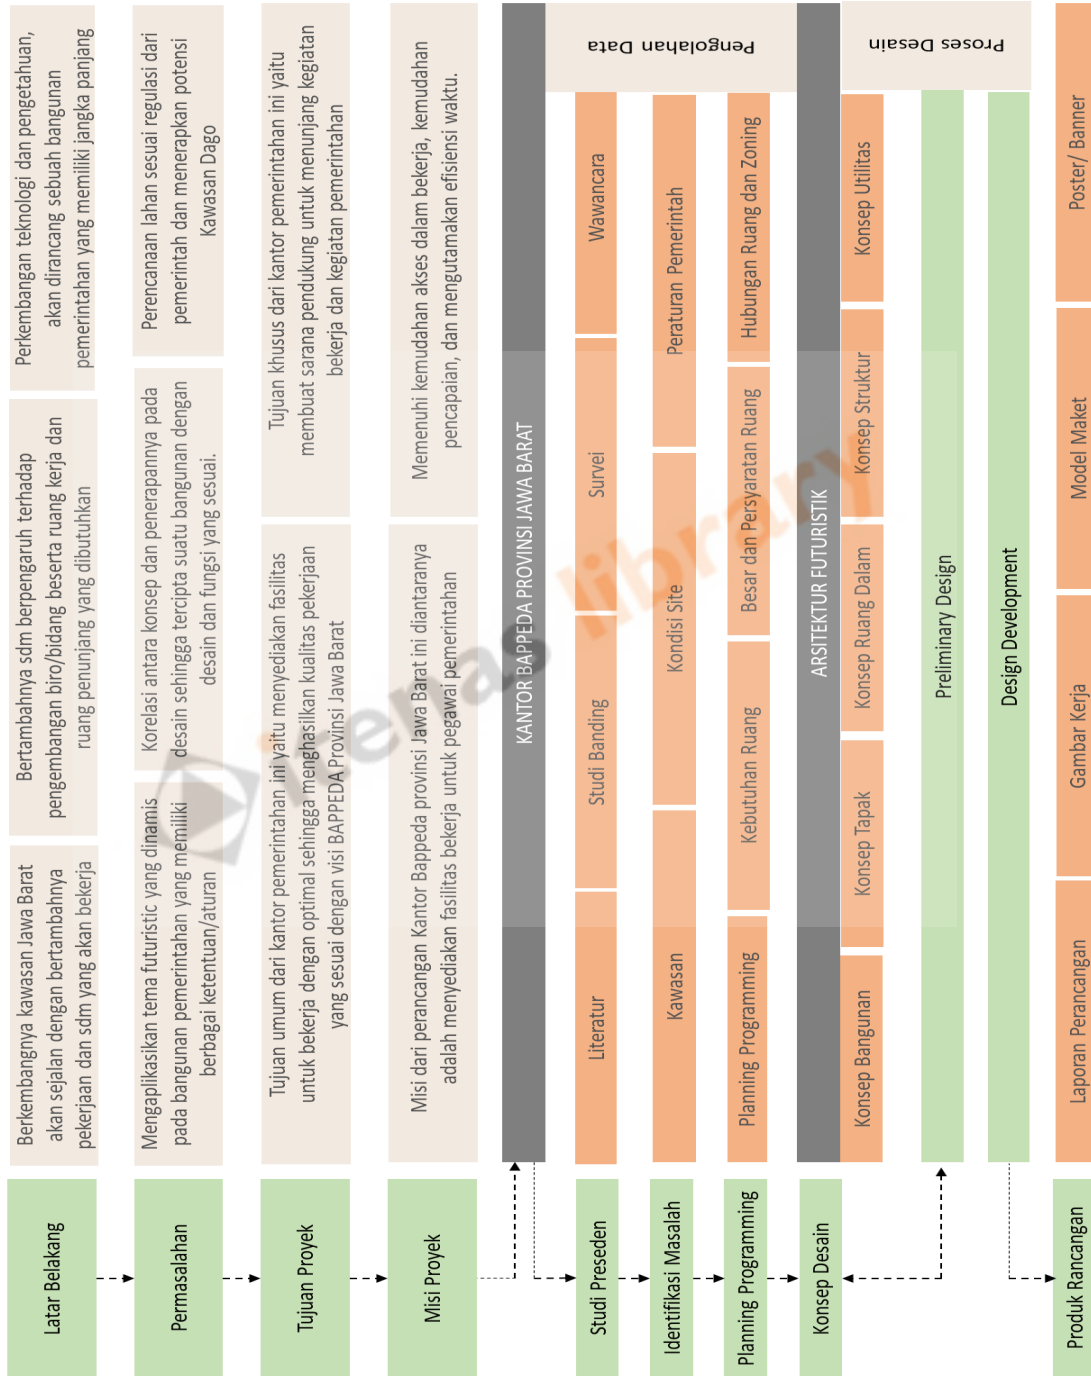 Latar Belakang
Berkembangnya kawasan Jawa Barat
akan sejalan dengan bertambahnya
pekerjaan dan sdm yang akan bekerja
Bertambahnya sdm berpengaruh terhadap
pengembangan biro/bidang beserta ruang kerja dan
ruang penunjang yang dibutuhkan
Perkembangan teknologi dan pengetahuan,
akan dirancang sebuah bangunan
pemerintahan yang memiliki jangka panjang
Permasalahan
Mengaplikasikan tema futuristic yang dinamis
pada bangunan pemerintahan yang memiliki
berbagai ketentuan/aturan
Korelasi antara konsep dan penerapannya pada
desain sehingga tercipta suatu bangunan dengan
desain dan fungsi yang sesuai.
Perencanaan lahan sesuai regulasi dari
pemerintah dan menerapkan potensi
Kawasan Dago
Tujuan Proyek
Tujuan umum dari kantor pemerintahan ini yaitu menyediakan fasilitas
untuk bekerja dengan optimal sehingga menghasilkan kualitas pekerjaan
yang sesuai dengan visi BAPPEDA Provinsi Jawa Barat
Tujuan khusus dari kantor pemerintahan ini yaitu
membuat sarana pendukung untuk menunjang kegiatan
bekerja dan kegiatan pemerintahan
Misi Proyek
Misi dari perancangan Kantor Bappeda provinsi Jawa Barat ini diantaranya
adalah menyediakan fasilitas bekerja untuk pegawai pemerintahan
Memenuhi kemudahan akses dalam bekerja, kemudahan
pencapaian, dan mengutamakan efisiensi waktu.
KANTOR BAPPEDA PROVINSI JAWA BARAT
Pengolahan Data
Studi Preseden
Literatur
Studi Banding
Survei
Wawancara
Identifikasi Masalah
Kawasan
Kondisi Site
Peraturan Pemerintah
Planning Programming
Planning Programming
Kebutuhan Ruang
Besar dan Persyaratan Ruang
Hubungan Ruang dan Zoning
ARSITEKTUR FUTURISTIK
Proses Desain
Konsep Desain
Konsep Bangunan
Konsep Tapak
Konsep Ruang Dalam
Konsep Struktur
Konsep Utilitas
Preliminary Design
Design Development
Produk Rancangan
Laporan Perancangan
Gambar Kerja
Model Maket
Poster/ Banner
itenas library